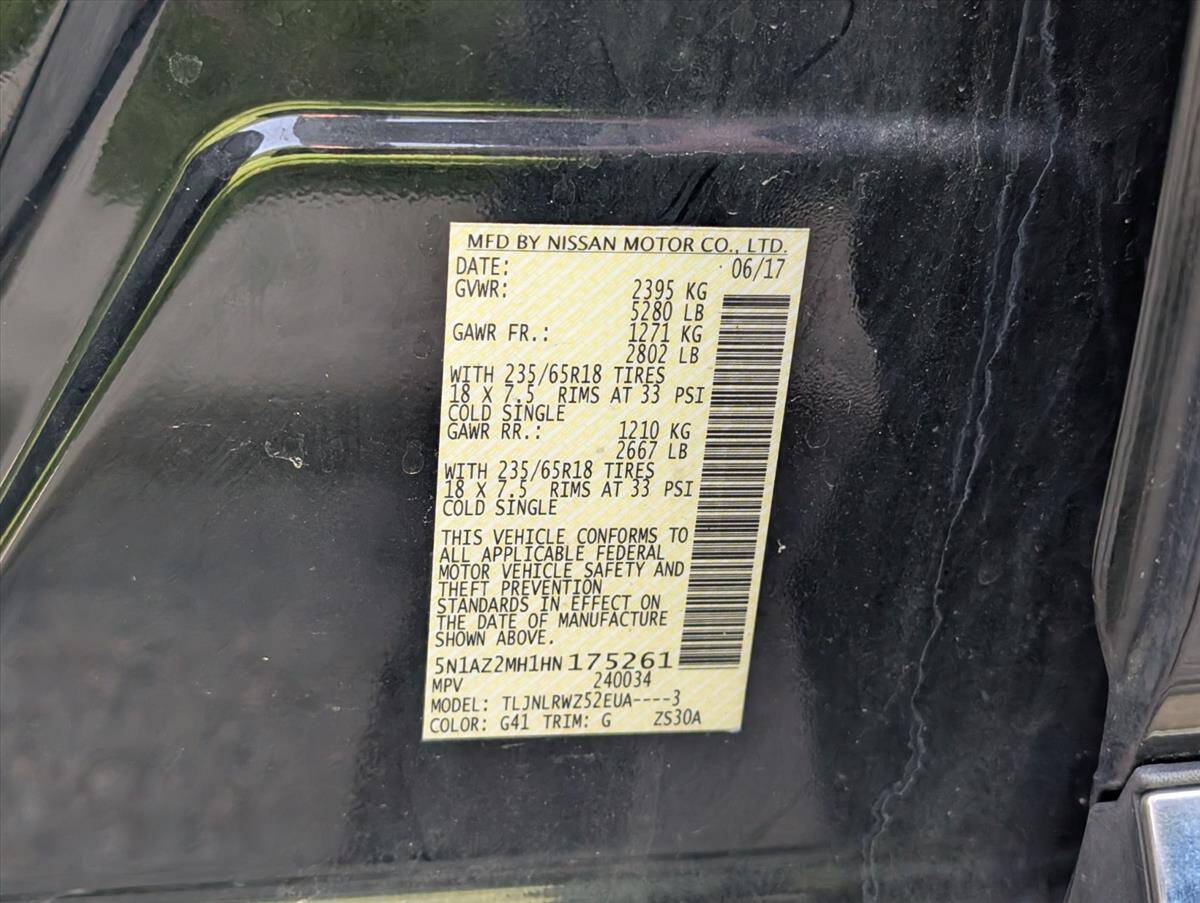 MFD BY NISSAN MOTOR CO., LTD.
DATE: 06/17
GVWR: 2395 KG
5280 LB
GAWR FR.: 1271 KG
2802 LB
WITH 235/65R18 TIRES
18 X 7.5 RIMS AT 33 PSI
COLD SINGLE
GAWR RR.: 1210 KG
2667 LB
WITH 235/65R18 TIRES
18 X 7.5 RIMS AT 33 PSI
COLD SINGLE
THIS VEHICLE CONFORMS TO
ALL APPLICABLE FEDERAL
MOTOR VEHICLE SAFETY AND
THEFT PREVENTION
STANDARDS IN EFFECT ON
THE DATE OF MANUFACTURE
SHOWN ABOVE.
5N1AZ2MH1HN 175261
MPV 240034
MODEL: TLJNLRWZ52EUA----3
COLOR: G41 TRIM: G ZS30A